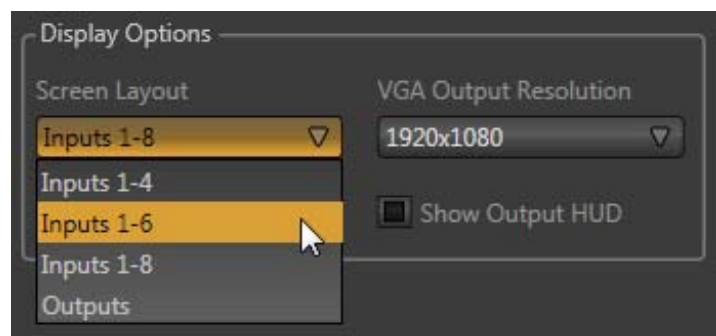 Display Options
Screen Layout
VGA Output Resolution
Inputs 1-8
1920x1080
Inputs 1-4
Inputs 1-6
Show Output HUD
Inputs 1-8
Outputs